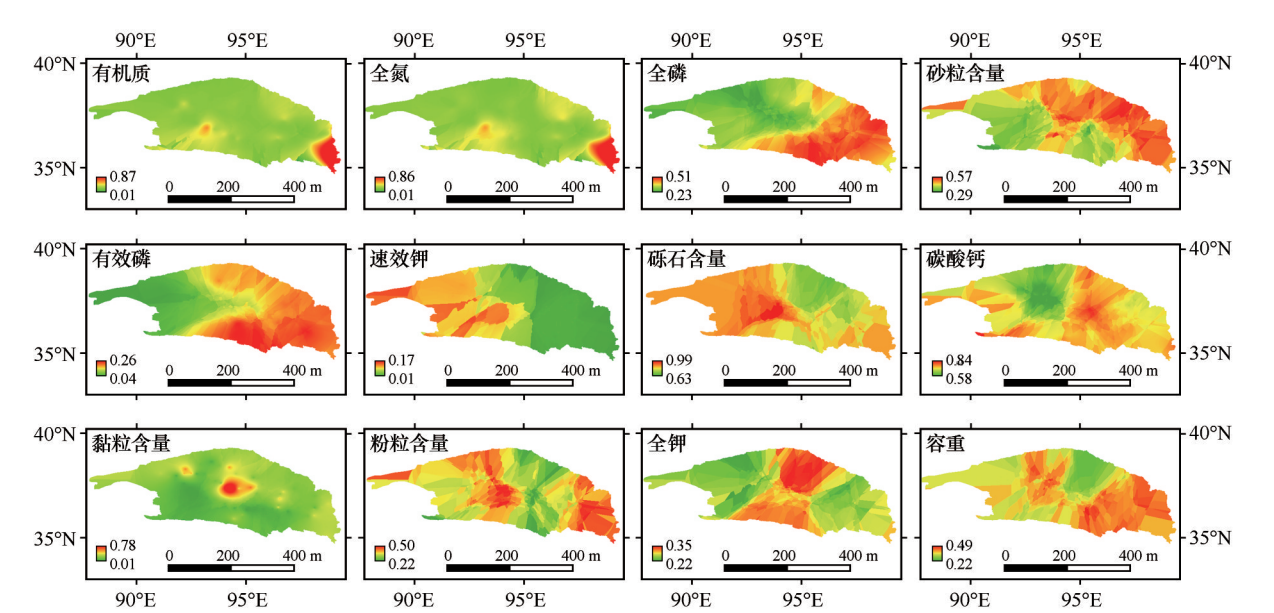 90°E 95°E 90°E 95°E 90°E 95°E 90°E 95°E
40°N 有机质 全氮 全磷 砂粒含量 40°N
35°N 35°N
0.87 0 200 400 m 0.86 0 200 400 m 0.51 0 200 400 m 0.57 0 200 400 m
0.01 0.01 0.23 0.29
40°N 有效磷 速效钾 砾石含量 碳酸钙 40°N
35°N 35°N
0.26 0 200 400 m 0.17 0 200 400 m 0.99 0 200 400 m 0.84 0 200 400 m
0.04 0.01 0.63 0.58
40°N 黏粒含量 粉粒含量 全钾 容重 40°N
35°N 35°N
0.78 0 200 400 m 0.50 0 200 400 m 0.35 0 200 400 m 0.49 0 200 400 m
0.01 0.22 0.22 0.22
90°E 95°E 90°E 95°E 90°E 95°E 90°E 95°E